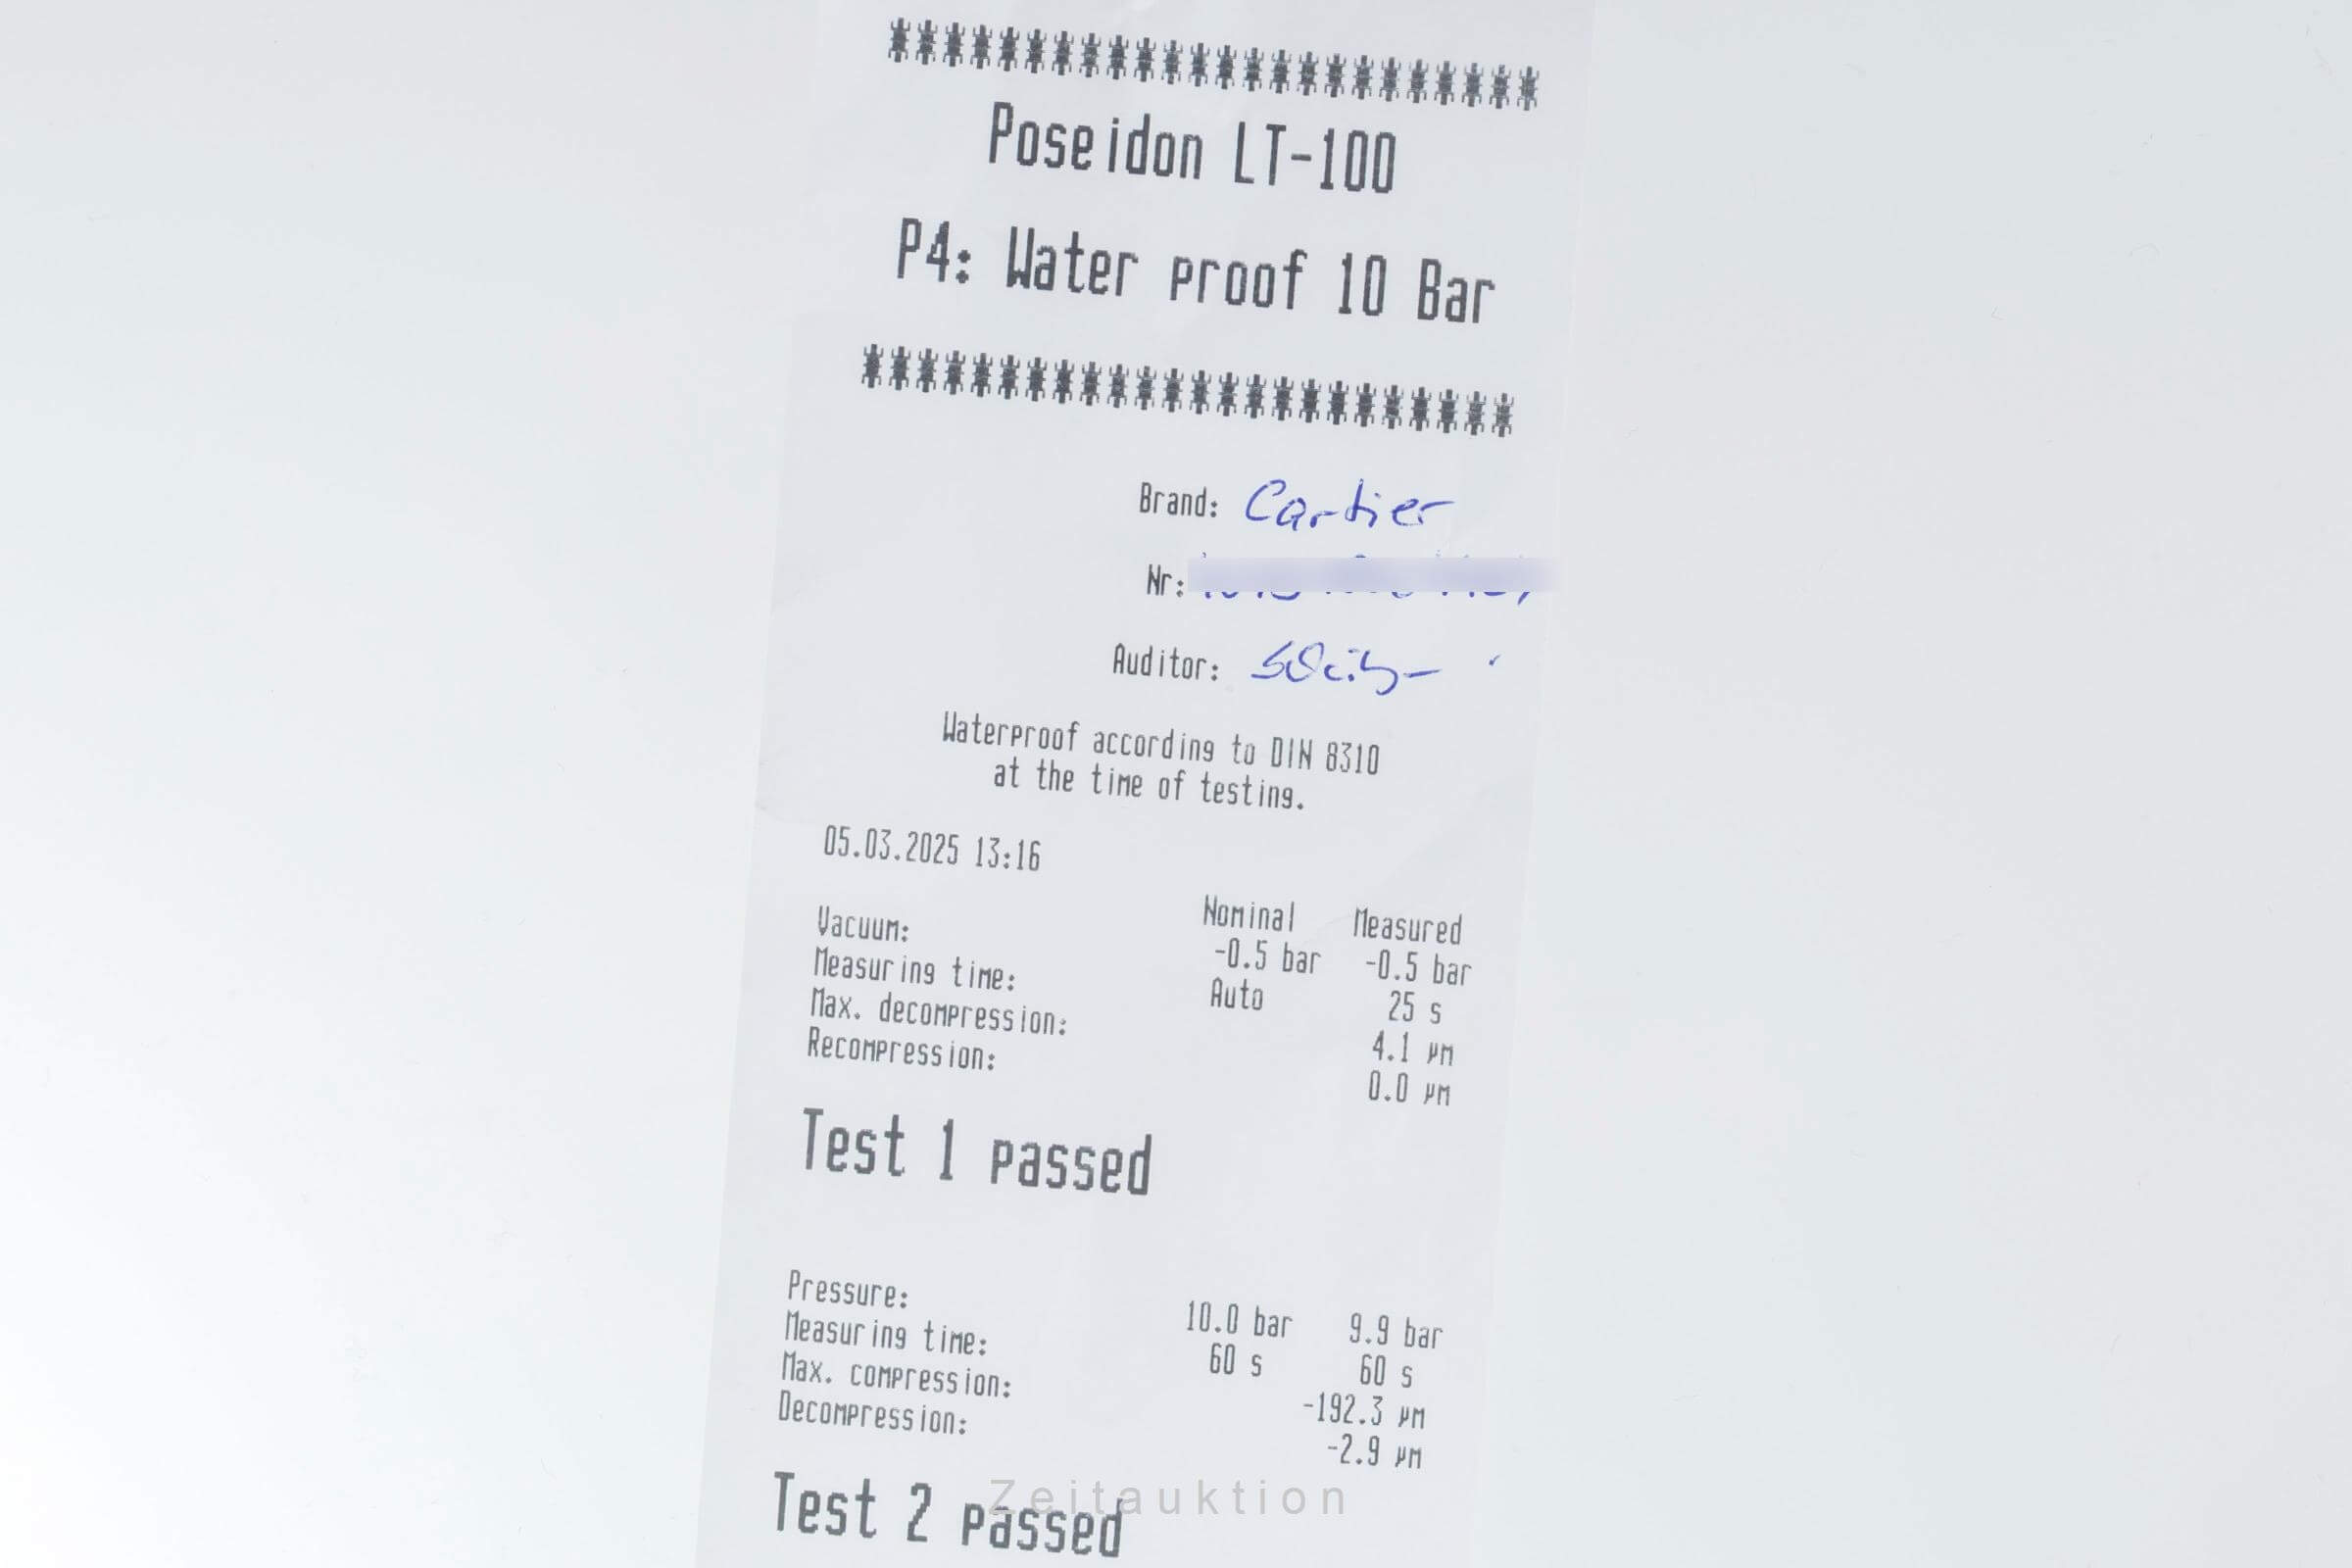 Poseidon LT-100
P4: Water proof 10 Bar
Brand: Cartier
Nr:
Auditor:
Waterproof according to DIN 8310
at the time of testing.
05.03.2025 13:16
Nominal Measured
Vacuum: -0.5 bar -0.5 bar
Measuring time: Auto 25 s
Max. decompression: 4.1 µm
Recompression: 0.0 µm
Test 1 passed
Pressure: 10.0 bar 9.9 bar
Measuring time: 60 s 60 s
Max. compression: -192.3 µm
Decompression: -2.9 µm
Test 2 passed
Zeitauktion